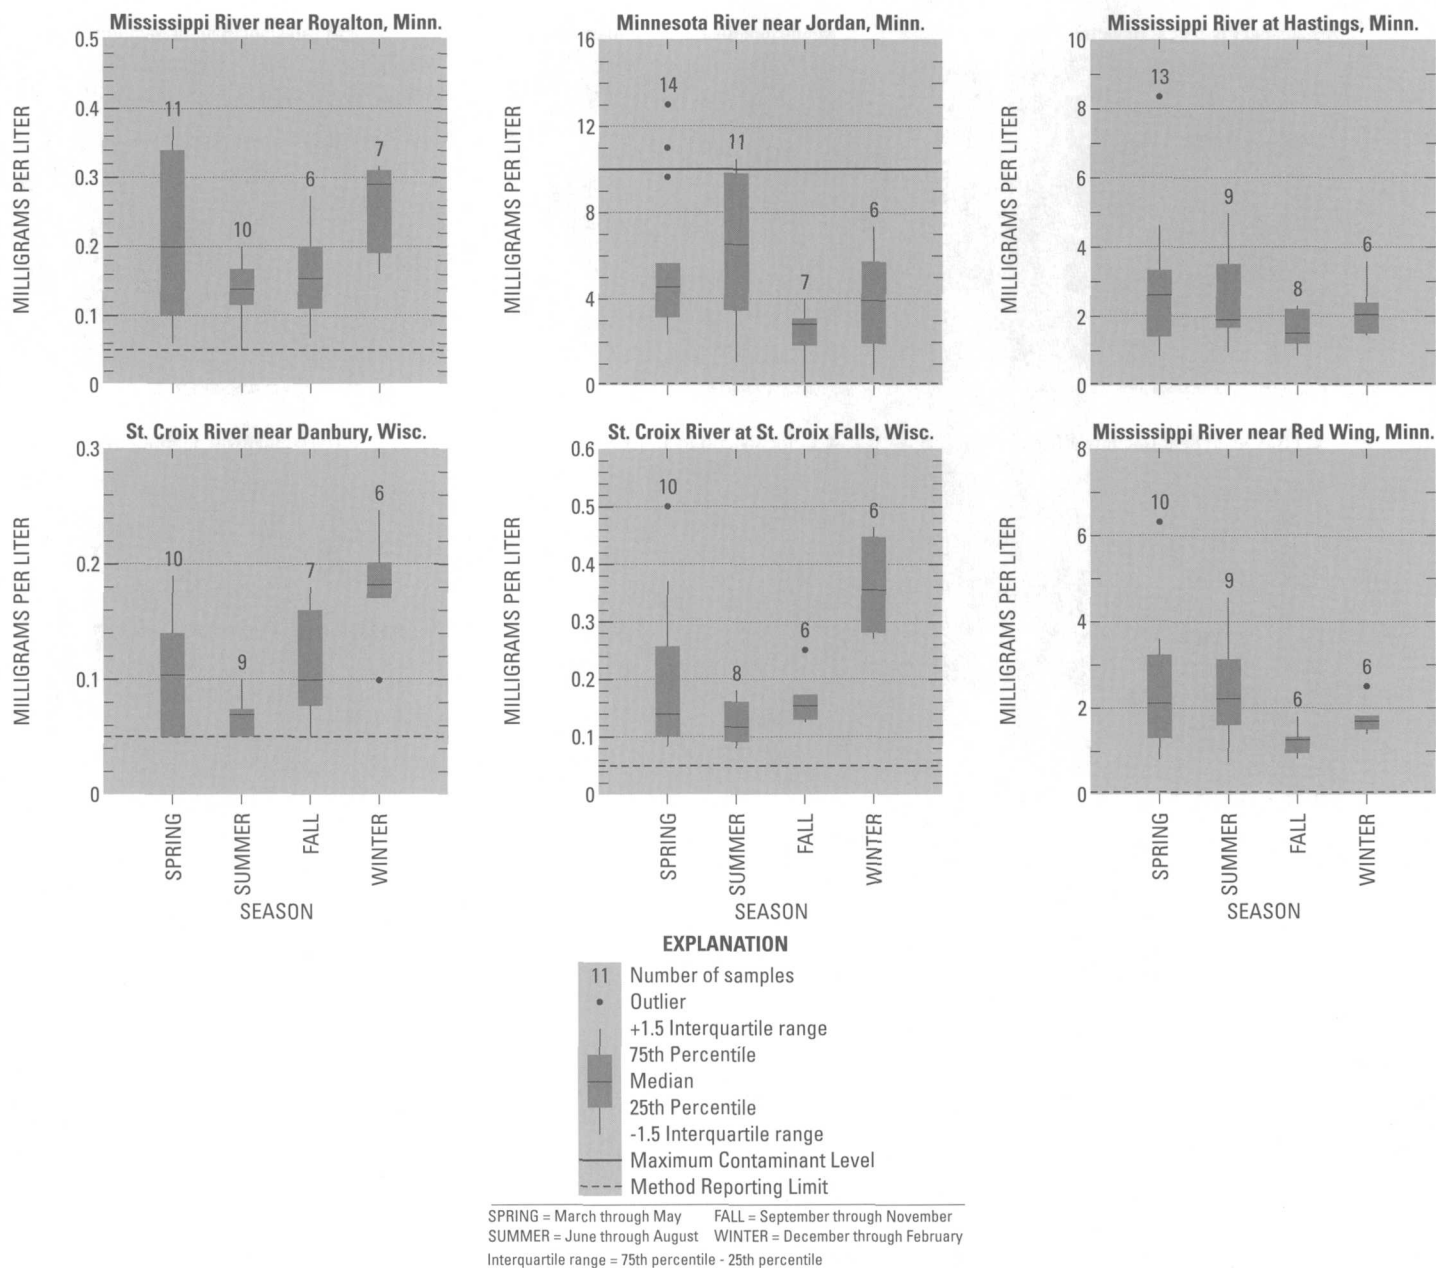 Mississippi River near Royalton, Minn.
MILLIGRAMS PER LITER
0.5
0.4
0.3
0.2
0.1
0
11
10
6
7
Minnesota River near Jordan, Minn.
MILLIGRAMS PER LITER
16
12
8
4
0
14
11
7
6
Mississippi River at Hastings, Minn.
MILLIGRAMS PER LITER
10
8
6
4
2
0
13
9
8
6
St. Croix River near Danbury, Wisc.
MILLIGRAMS PER LITER
0.3
0.2
0.1
0
10
9
7
6
SPRING
SUMMER
FALL
WINTER
SEASON
St. Croix River at St. Croix Falls, Wisc.
MILLIGRAMS PER LITER
0.6
0.5
0.4
0.3
0.2
0.1
0
10
8
6
6
SPRING
SUMMER
FALL
WINTER
SEASON
Mississippi River near Red Wing, Minn.
MILLIGRAMS PER LITER
8
6
4
2
0
10
9
6
6
SPRING
SUMMER
FALL
WINTER
SEASON
EXPLANATION
11 Number of samples
Outlier
+1.5 Interquartile range
75th Percentile
Median
25th Percentile
-1.5 Interquartile range
Maximum Contaminant Level
Method Reporting Limit
SPRING = March through May FALL = September through November
SUMMER = June through August WINTER = December through February
Interquartile range = 75th percentile - 25th percentile